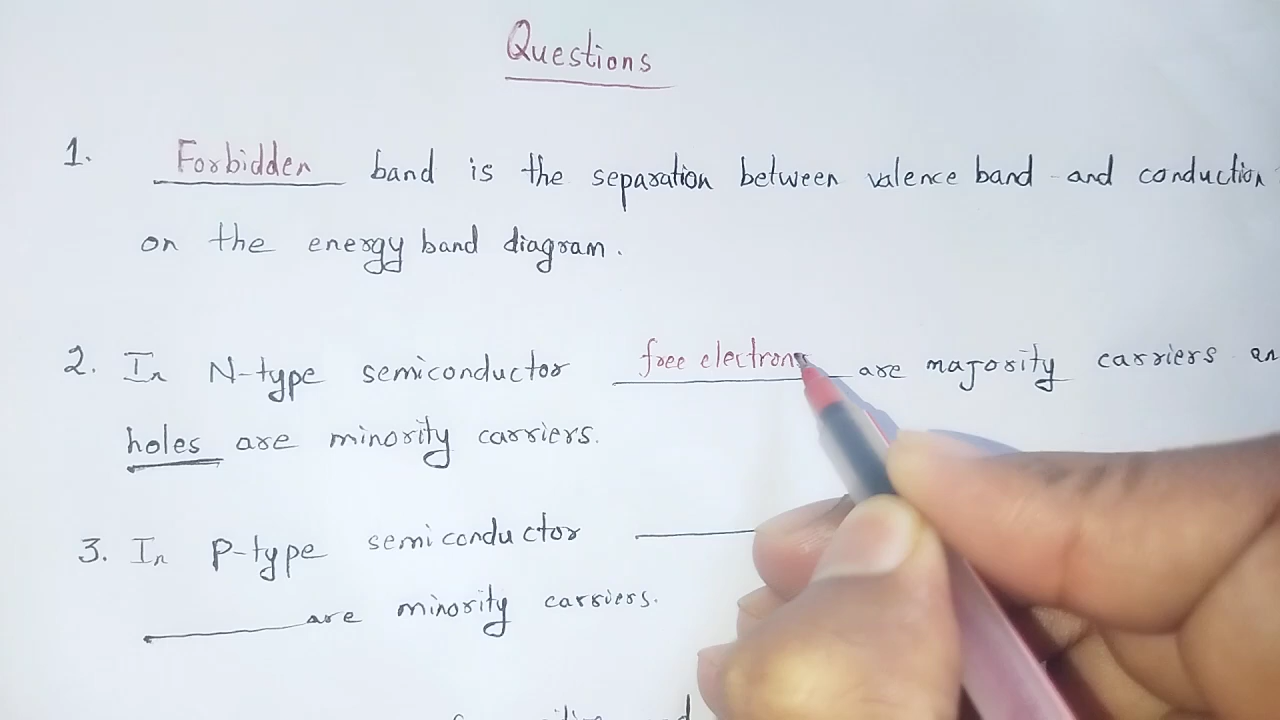 Questions
1. Forbidden band is the separation between valence band and conduction
on the energy band diagram.
2. In N-type semiconductor free electrons are majority carriers an
holes are minority carriers.
3. In P-type semiconductor
are minority carriers.